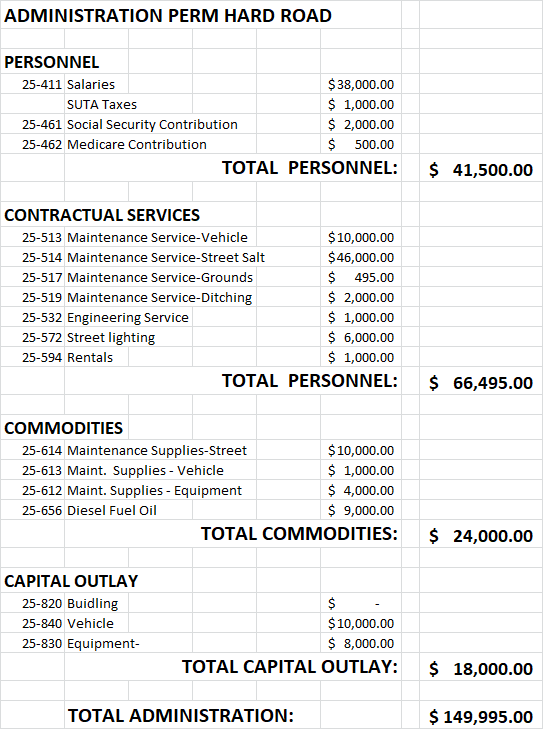 ADMINISTRATION PERM HARD ROAD
PERSONNEL
25-411 Salaries $38,000.00
SUTA Taxes $ 1,000.00
25-461 Social Security Contribution $ 2,000.00
25-462 Medicare Contribution $ 500.00
TOTAL PERSONNEL: $ 41,500.00
CONTRACTUAL SERVICES
25-513 Maintenance Service-Vehicle $10,000.00
25-514 Maintenance Service-Street Salt $46,000.00
25-517 Maintenance Service-Grounds $ 495.00
25-519 Maintenance Service-Ditching $ 2,000.00
25-532 Engineering Service $ 1,000.00
25-572 Street lighting $ 6,000.00
25-594 Rentals $ 1,000.00
TOTAL PERSONNEL: $ 66,495.00
COMMODITIES
25-614 Maintenance Supplies-Street $10,000.00
25-613 Maint. Supplies - Vehicle $ 1,000.00
25-612 Maint. Supplies - Equipment $ 4,000.00
25-656 Diesel Fuel Oil $ 9,000.00
TOTAL COMMODITIES: $ 24,000.00
CAPITAL OUTLAY
25-820 Buidling $ -
25-840 Vehicle $10,000.00
25-830 Equipment- $ 8,000.00
TOTAL CAPITAL OUTLAY: $ 18,000.00
TOTAL ADMINISTRATION: $ 149,995.00